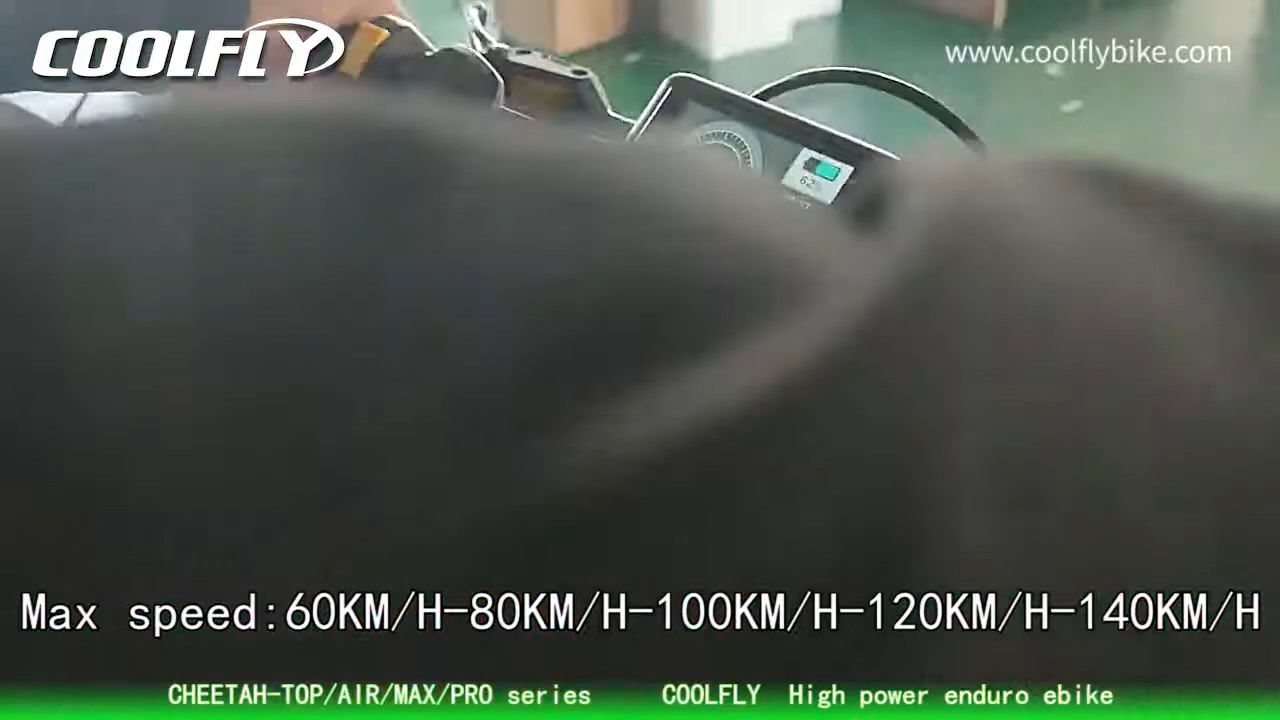 COOLFLY
www.coolflybike.com
62%
Max speed:60KM/H-80KM/H-100KM/H-120KM/H-140KM/H
CHEETAH-TOP/AIR/MAX/PRO series COOLFLY High power enduro ebike